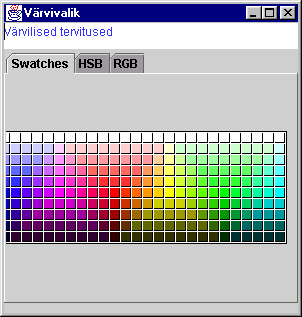 Värvivalik
Värvilised tervitused
Swatches HSB RGB